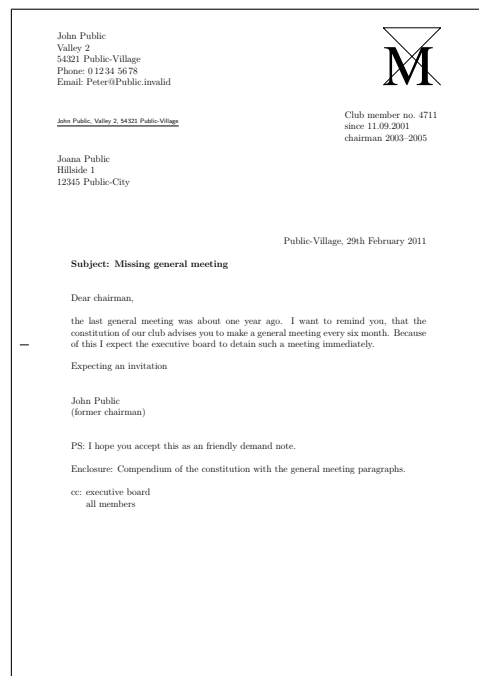 John Public
Valley 2
54321 Public-Village
Phone: 0 12 34 56 78
Email: Peter@Public.invalid
M
John Public, Valley 2, 54321 Public-Village
Club member no. 4711
since 11.09.2001
chairman 2003–2005
Joana Public
Hillside 1
12345 Public-City
Public-Village, 29th February 2011
Subject: Missing general meeting
Dear chairman,
the last general meeting was about one year ago. I want to remind you, that the
constitution of our club advises you to make a general meeting every six month. Because
of this I expect the executive board to detain such a meeting immediately.
Expecting an invitation
John Public
(former chairman)
PS: I hope you accept this as an friendly demand note.
Enclosure: Compendium of the constitution with the general meeting paragraphs.
cc: executive board
all members